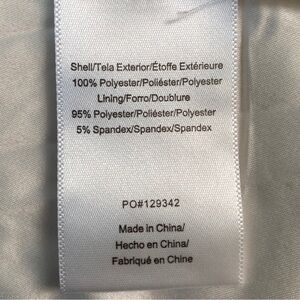 Shell/Tela Exterior/Étoffe Extérieure
100% Polyester/Poliéster/Polyester
Lining/Forro/Doublure
95% Polyester/Poliéster/Polyester
5% Spandex/Spandex/Spandex
PO#129342
Made in China/
Hecho en China/
Fabriqué en Chine